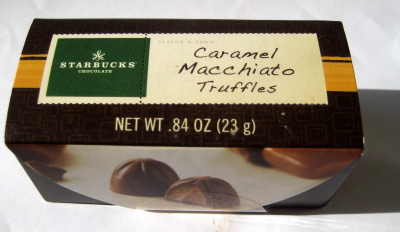 STARBUCKS
CHOCOLATE
Caramel
Macchiato
Truffles
NET WT .84 OZ (23 g)